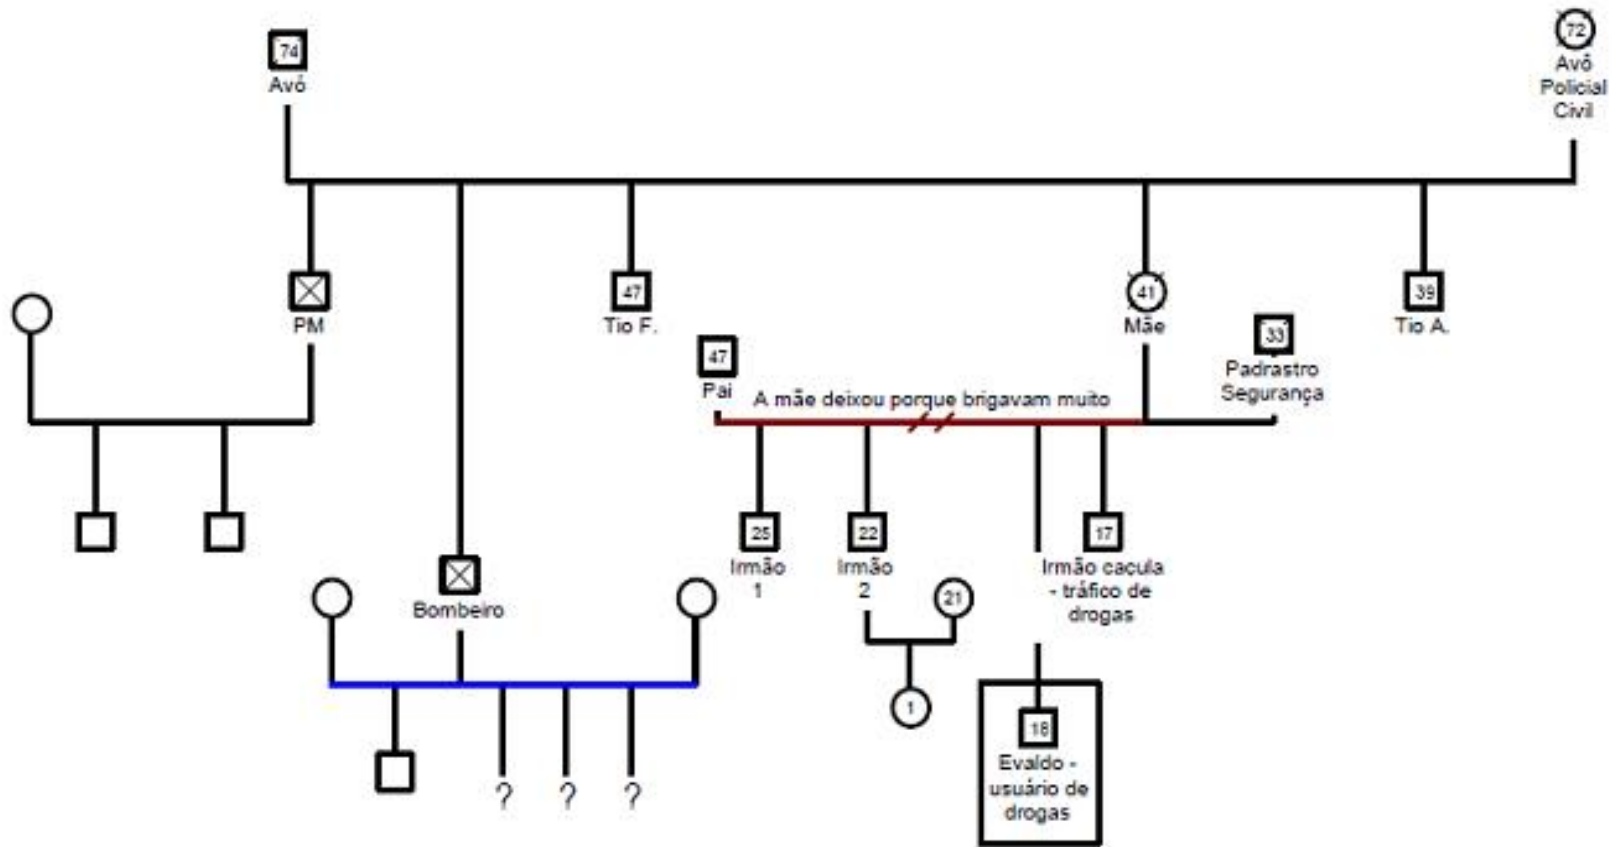 74
Avó
72
Avô
Policial
Civil
PM
47
Tio F.
41
Mãe
39
Tio A.
33
Padrastro
Segurança
47
Pai
A mãe deixou porque brigavam muito
25
Irmão
1
22
Irmão
2
17
Irmão cacula
- tráfico de
drogas
Bombeiro
21
1
18
Evaldo -
usuário de
drogas
?
?
?